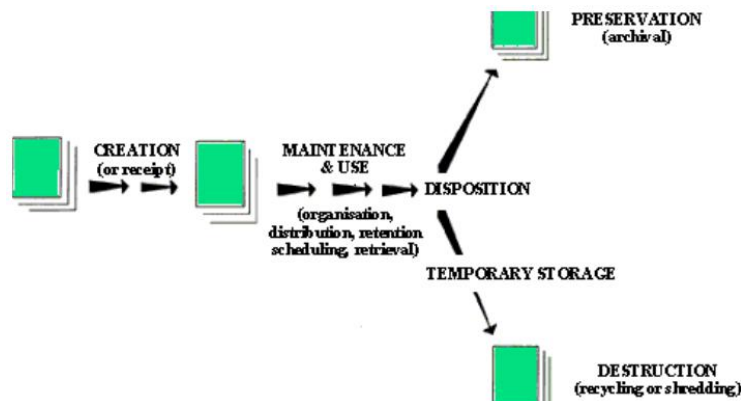 PRESERVATION
(archival)
CREATION
(or receipt)
MAINTENANCE
& USE
DISPOSITION
(organisation,
distribution, retention
scheduling, retrieval)
TEMPORARY STORAGE
DESTRUCTION
(recycling or shredding)